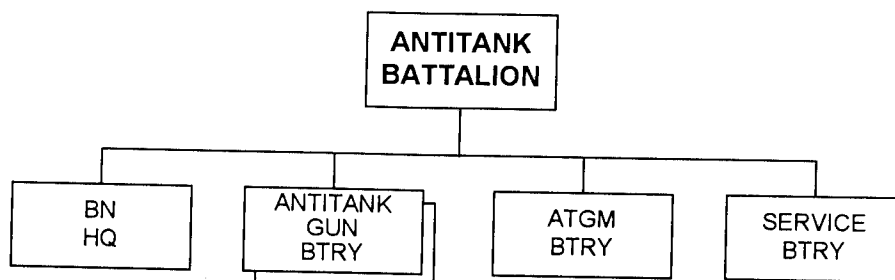 ANTITANK
BATTALION
BN
HQ
ANTITANK
GUN
BTRY
ATGM
BTRY
SERVICE
BTRY